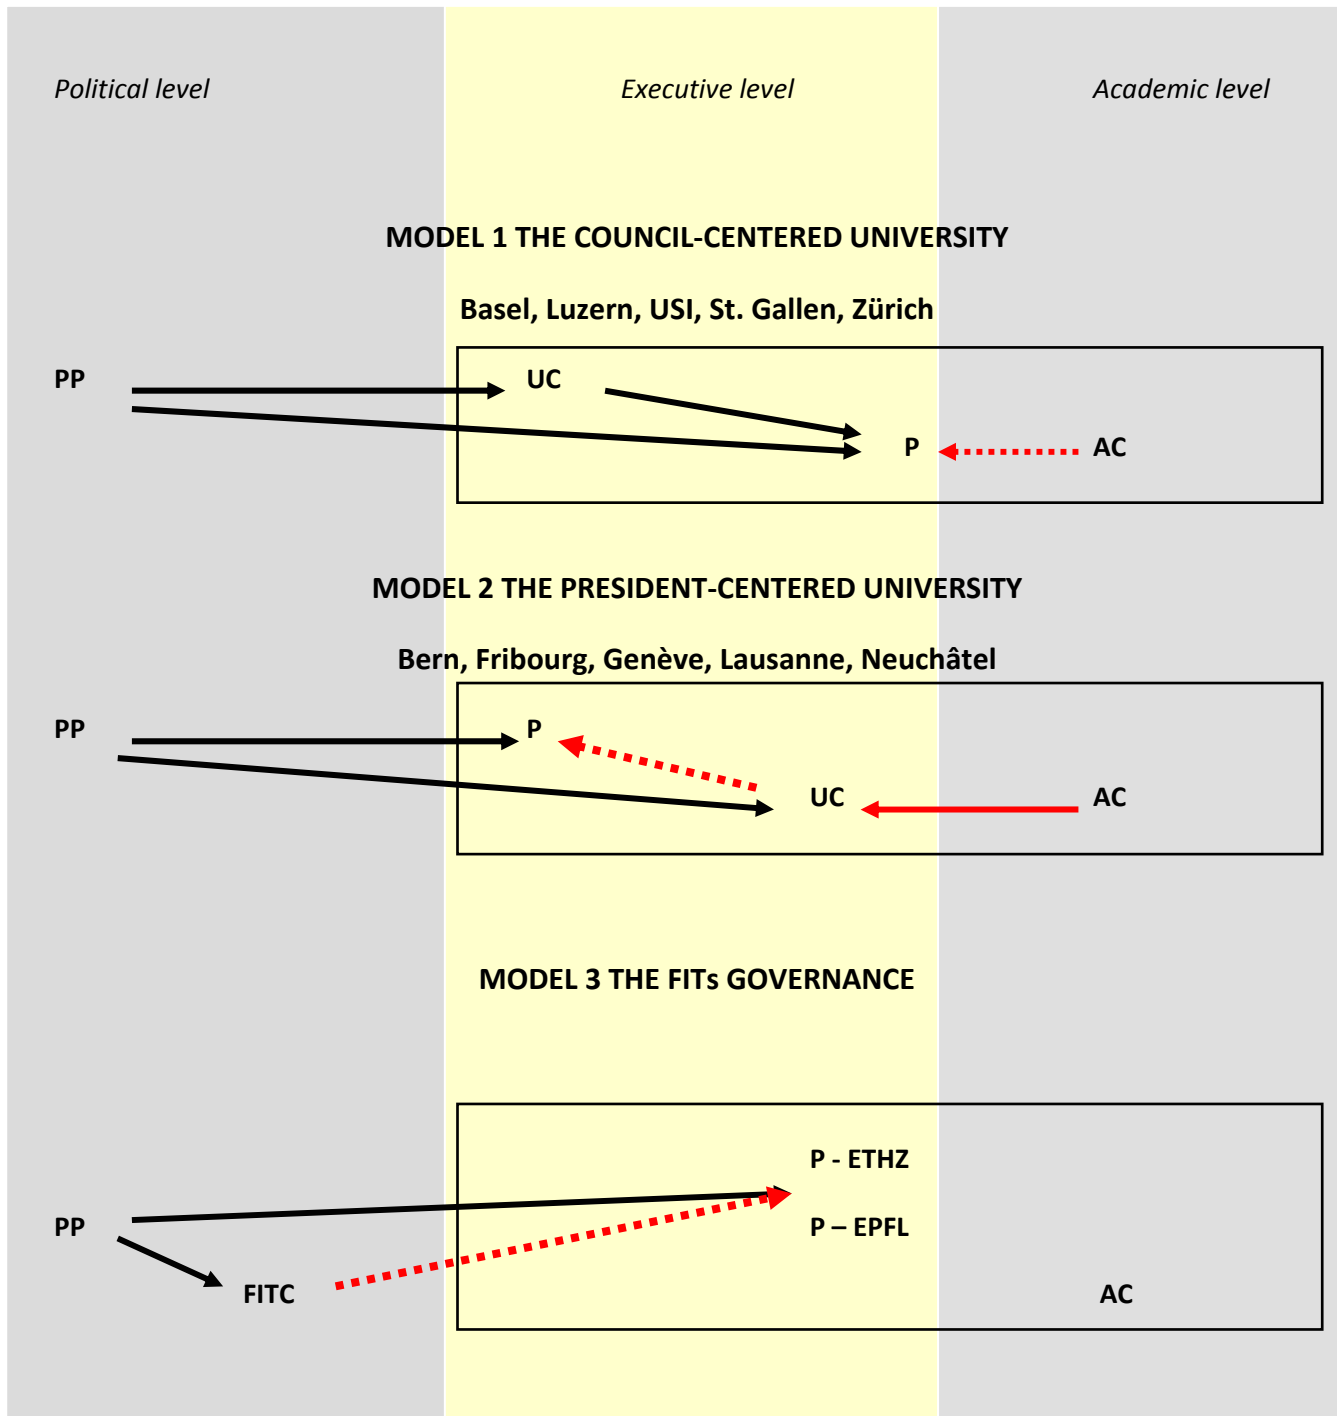 Political level
Executive level
Academic level
MODEL 1 THE COUNCIL-CENTERED UNIVERSITY
Basel, Luzern, USI, St. Gallen, Zürich
PP
UC
P
AC
MODEL 2 THE PRESIDENT-CENTERED UNIVERSITY
Bern, Fribourg, Genève, Lausanne, Neuchâtel
PP
P
UC
AC
MODEL 3 THE FITs GOVERNANCE
P - ETHZ
PP
P – EPFL
FITC
AC